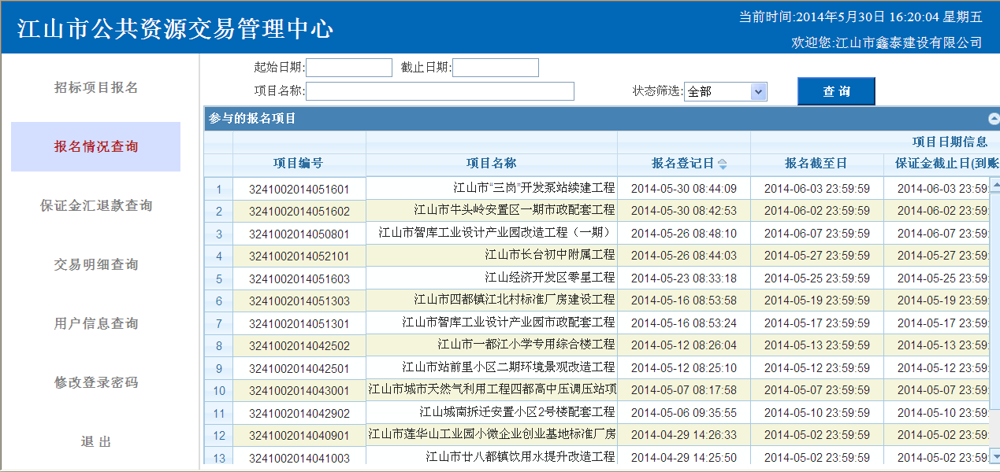 江山市公共资源交易管理中心
当前时间:2014年5月30日 16:20:04 星期五
欢迎您:江山市鑫泰建设有限公司
招标项目报名
报名情况查询
保证金汇退款查询
交易明细查询
用户信息查询
修改登录密码
退 出
起始日期: 截止日期:
项目名称: 状态筛选: 全部 查 询
参与的报名项目
项目日期信息
项目编号 项目名称 报名登记日 报名截至日 保证金截止日(到账
1 3241002014051601 江山市“三岗”开发泵站续建工程 2014-05-30 08:44:09 2014-06-03 23:59:59 2014-06-03 23:59:
2 3241002014051602 江山市牛头岭安置区一期市政配套工程 2014-05-30 08:42:53 2014-06-02 23:59:59 2014-06-02 23:59:
3 3241002014050801 江山市智库工业设计产业园改造工程（一期） 2014-05-26 08:48:10 2014-06-07 23:59:59 2014-06-07 23:59:
4 3241002014052101 江山市长台初中附属工程 2014-05-26 08:44:03 2014-05-27 23:59:59 2014-05-27 23:59:
5 3241002014051603 江山经济开发区零星工程 2014-05-23 08:33:18 2014-05-25 23:59:59 2014-05-25 23:59:
6 3241002014051303 江山市四都镇江北村标准厂房建设工程 2014-05-16 08:53:58 2014-05-19 23:59:59 2014-05-19 23:59:
7 3241002014051301 江山市智库工业设计产业园市政配套工程 2014-05-16 08:53:24 2014-05-17 23:59:59 2014-05-17 23:59:
8 3241002014042502 江山市一都江小学专用综合楼工程 2014-05-12 08:26:04 2014-05-13 23:59:59 2014-05-13 23:59:
9 3241002014042501 江山市站前里小区二期环境景观改造工程 2014-05-12 08:25:10 2014-05-12 23:59:59 2014-05-12 23:59:
10 3241002014043001 江山市城市天然气利用工程四都高中压调压站项 2014-05-07 08:17:58 2014-05-07 23:59:59 2014-05-07 23:59:
11 3241002014042902 江山城南拆迁安置小区2号楼配套工程 2014-05-06 09:35:55 2014-05-10 23:59:59 2014-05-10 23:59:
12 3241002014040901 江山市莲华山工业园小微企业创业基地标准厂房 2014-04-29 14:26:33 2014-05-02 23:59:59 2014-05-02 23:59:
13 3241002014041003 江山市廿八都镇饮用水提升改造工程 2014-04-29 14:25:50 2014-05-02 23:59:59 2014-05-02 23:59: